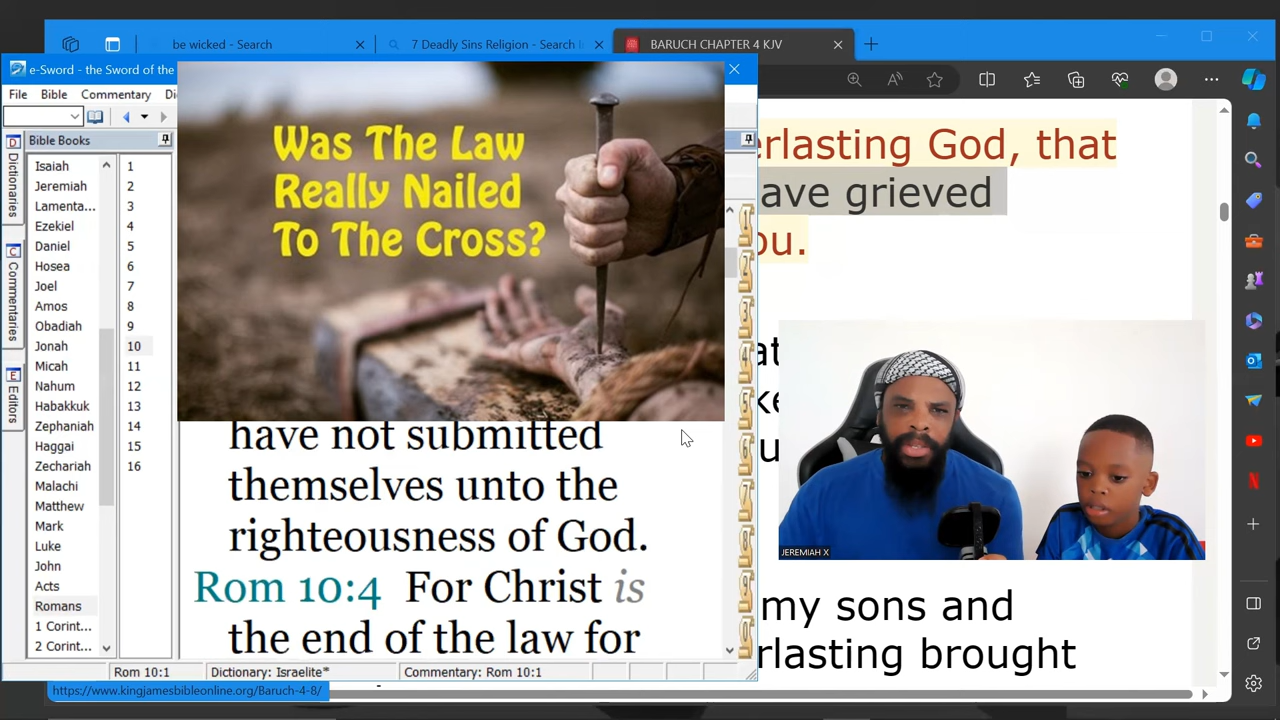 be wicked - Search
7 Deadly Sins Religion - Search
BARUCH CHAPTER 4 KJV
e-Sword - the Sword of the
File Bible Commentary
Bible Books
Dictionaries
Commentaries
Editors
Isaiah 1
Jeremiah 2
Lamenta... 3
Ezekiel 4
Daniel 5
Hosea 6
Joel 7
Amos 8
Obadiah 9
Jonah 10
Micah 11
Nahum 12
Habakkuk 13
Zephaniah 14
Haggai 15
Zechariah 16
Malachi
Matthew
Mark
Luke
John
Acts
Romans
1 Corint...
2 Corint...
Was The Law
Really Nailed
To The Cross?
have not submitted
themselves unto the
righteousness of God.
Rom 10:4 For Christ is
the end of the law for
Rom 10:1 Dictionary: Israelite* Commentary: Rom 10:1
https://www.kingjamesbibleonline.org/Baruch-4-8/
erlasting God, that
ave grieved
ou.
JEREMIAH X
my sons and
rlasting brought